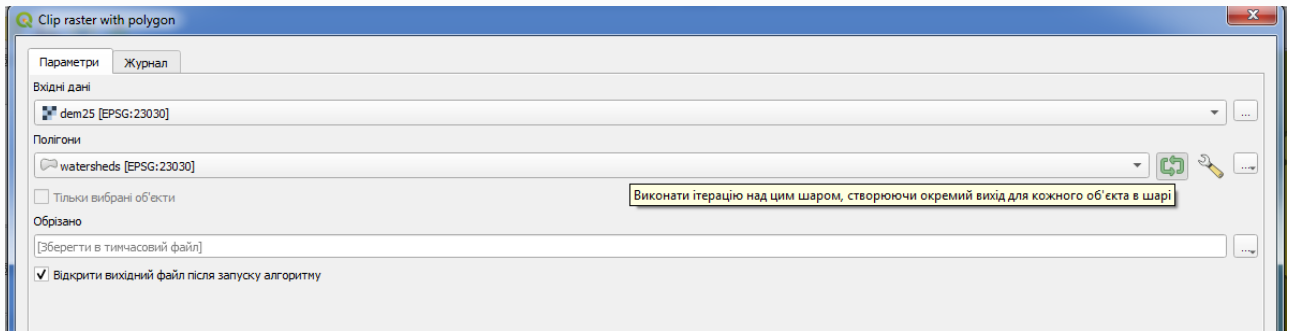 Clip raster with polygon
Параметри Журнал
Вхідні дані
dem25 [EPSG:23030]
...
Полігони
watersheds [EPSG:23030]
...
Тільки вибрані об'єкти
Виконати ітерацію над цим шаром, створюючи окремий вихід для кожного об'єкта в шарі
Обрізано
[Зберегти в тимчасовий файл]
...
Відкрити вихідний файл після запуску алгоритму